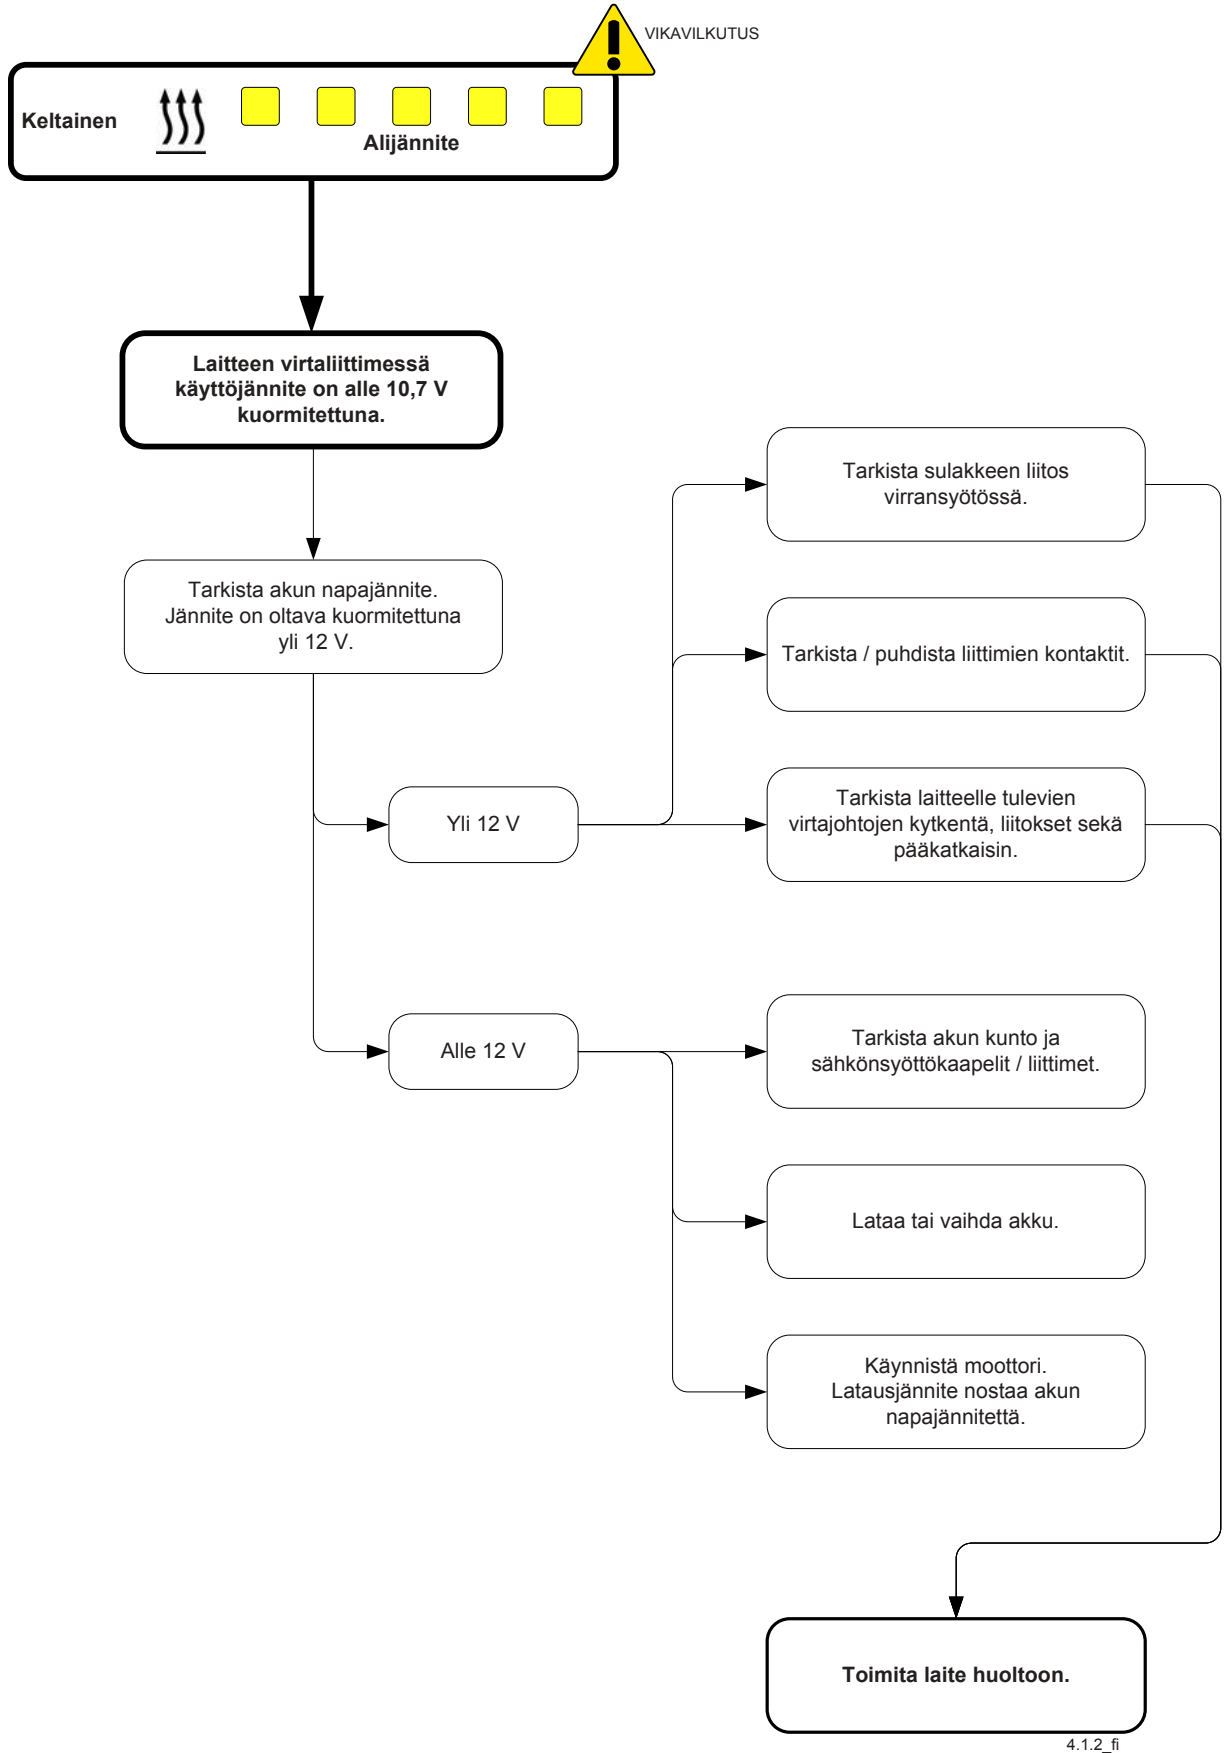 VIKAVILKUTUS
Keltainen
Alijännite
Laitteen virtaliittimessä
käyttöjännite on alle 10,7 V
kuormitettuna.
Tarkista akun napajännite.
Jännite on oltava kuormitettuna
yli 12 V.
Yli 12 V
Tarkista sulakkeen liitos
virransyötössä.
Tarkista / puhdista liittimien kontaktit.
Tarkista laitteelle tulevien
virtajohtojen kytkentä, liitokset sekä
pääkatkaisin.
Alle 12 V
Tarkista akun kunto ja
sähkönsyöttökaapelit / liittimet.
Lataa tai vaihda akku.
Käynnistä moottori.
Latausjännite nostaa akun
napajännitettä.
Toimita laite huoltoon.
4.1.2_fi